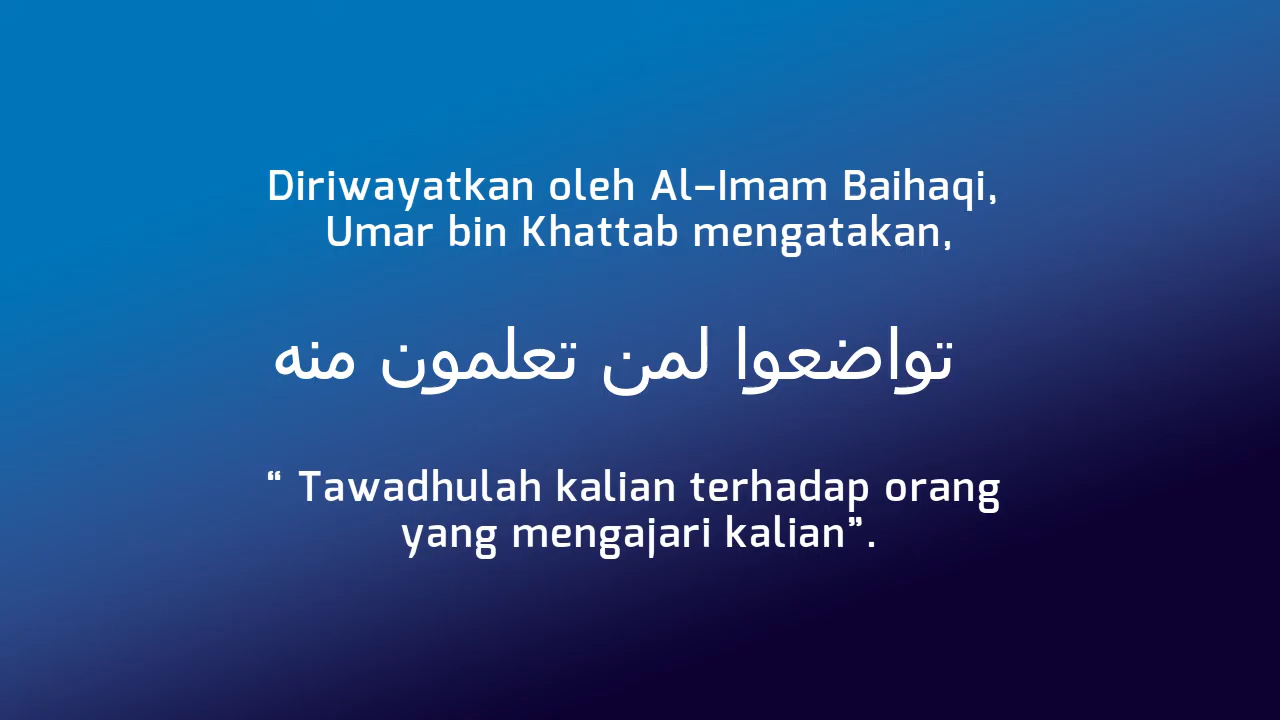 Diriwayatkan oleh Al-Imam Baihaqi,
Umar bin Khattab mengatakan,
تواضعوا لمن تعلمون منه
“ Tawadhulah kalian terhadap orang
yang mengajari kalian”.